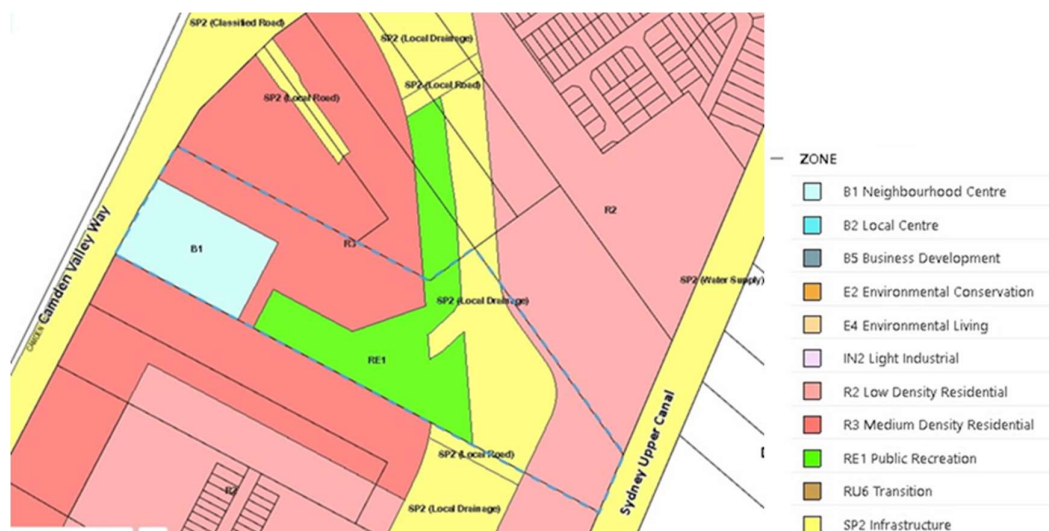 SP2 (Classified Road)
SP2 (Local Drainage)
SP2 (Local Road)
SP2 (Local Road)
R2
B1
R3
Camden Valley Way
SP2 (Water Supply)
SP2 (Local Drainage)
RE1
SP2 (Local Road)
Sydney Upper Canal
R2
SP2 (Local Drainage)
ZONE
B1 Neighbourhood Centre
B2 Local Centre
B5 Business Development
E2 Environmental Conservation
E4 Environmental Living
IN2 Light Industrial
R2 Low Density Residential
R3 Medium Density Residential
RE1 Public Recreation
RU6 Transition
SP2 Infrastructure